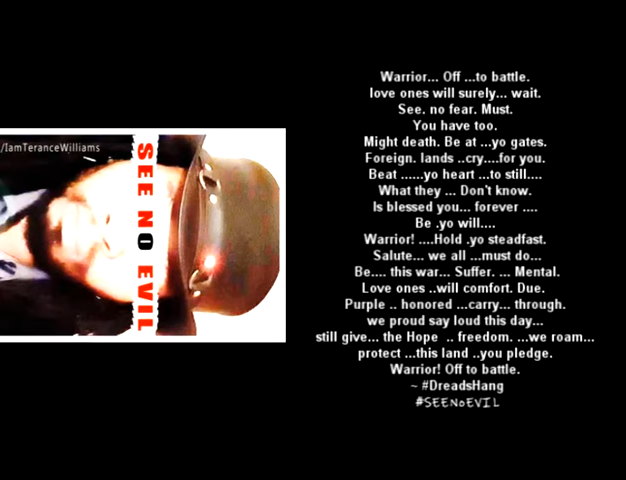 /IamTeranceWilliams
SEE NO EVIL
Warrior... Off ...to battle.
love ones will surely... wait.
See. no fear. Must.
You have too.
Might death. Be at ...yo gates.
Foreign. lands ..cry....for you.
Beat ......yo heart ...to still....
What they ... Don't know.
Is blessed you... forever ....
Be .yo will....
Warrior! ....Hold .yo steadfast.
Salute... we all ...must do...
Be.... this war... Suffer. ... Mental.
Love ones ..will comfort. Due.
Purple .. honored ...carry... through.
we proud say loud this day...
still give... the Hope .. freedom. ...we roam...
protect ...this land ..you pledge.
Warrior! Off to battle.
~ #DreadsHang
#SEENoEVIL